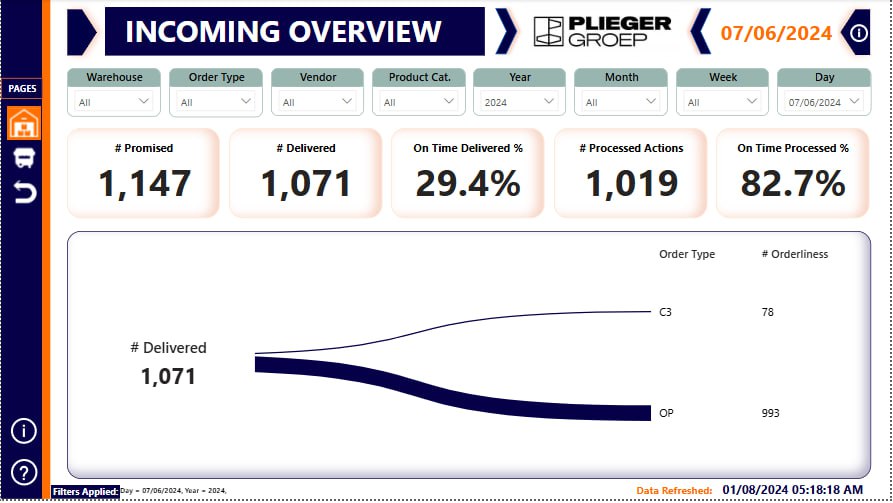 INCOMING OVERVIEW
PLIEGER
GROEP
07/06/2024
PAGES
Warehouse Order Type Vendor Product Cat. Year Month Week Day
All All All All 2024 All All 07/06/2024
# Promised # Delivered On Time Delivered % # Processed Actions On Time Processed %
1,147 1,071 29.4% 1,019 82.7%
Order Type # Orderliness
C3 78
# Delivered
1,071
OP 993
Filters Applied: Day = 07/06/2024, Year = 2024,
Data Refreshed: 01/08/2024 05:18:18 AM